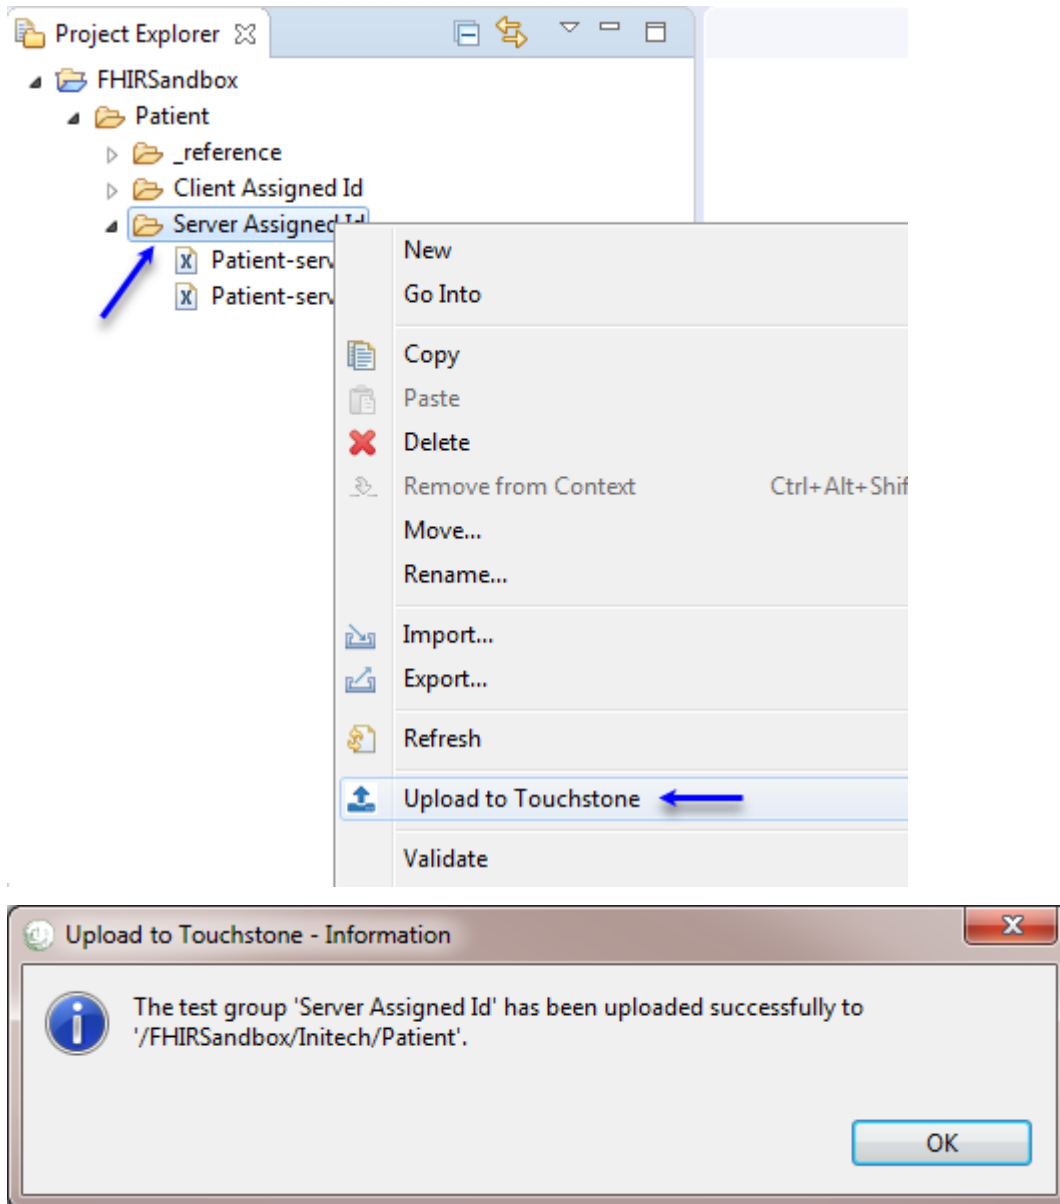 Project Explorer
FHIRSandbox
Patient
_reference
Client Assigned Id
Server Assigned Id
Patient-serv
Patient-serv
New
Go Into
Copy
Paste
Delete
Remove from Context Ctrl+Alt+Shif
Move...
Rename...
Import...
Export...
Refresh
Upload to Touchstone
Validate
Upload to Touchstone - Information
The test group 'Server Assigned Id' has been uploaded successfully to
'/FHIRSandbox/Initech/Patient'.
OK